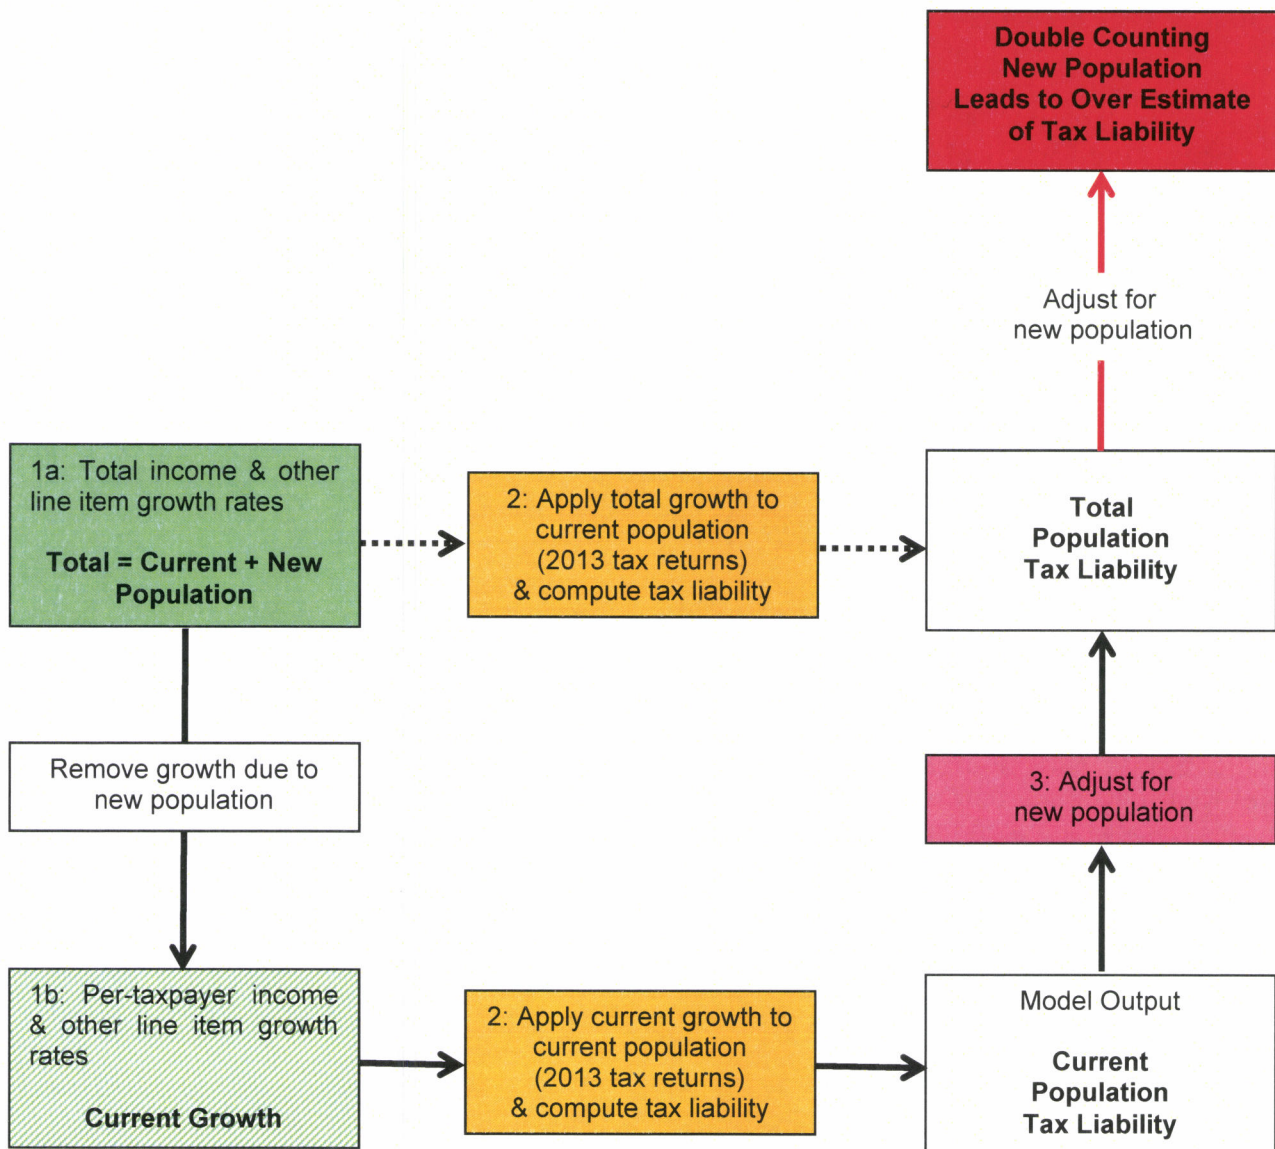 Double Counting
New Population
Leads to Over Estimate
of Tax Liability
Adjust for
new population
1a: Total income & other
line item growth rates
Total = Current + New
Population
2: Apply total growth to
current population
(2013 tax returns)
& compute tax liability
Total
Population
Tax Liability
Remove growth due to
new population
3: Adjust for
new population
1b: Per-taxpayer income
& other line item growth
rates
Current Growth
2: Apply current growth to
current population
(2013 tax returns)
& compute tax liability
Model Output
Current
Population
Tax Liability